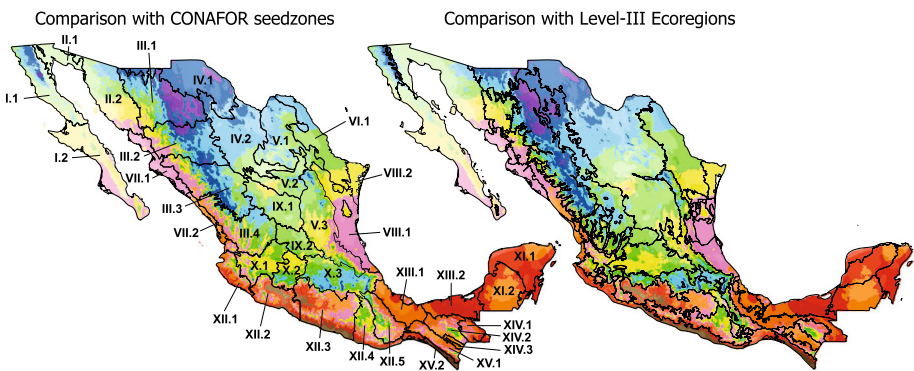 Comparison with CONAFOR seedzones
Comparison with Level-III Ecoregions
II.1
III.1
IV.1
I.1
II.2
VI.1
IV.2
V.1
III.2
I.2
VII.1
V.2
VIII.2
III.3
IX.1
V.3
VII.2
III.4
VIII.1
IX.2
X.1
X.2
X.3
XI.1
XIII.1
XIII.2
XI.2
XII.1
XII.2
XII.3
XIV.1
XIV.2
XIV.3
XII.4
XII.5
XV.1
XV.2